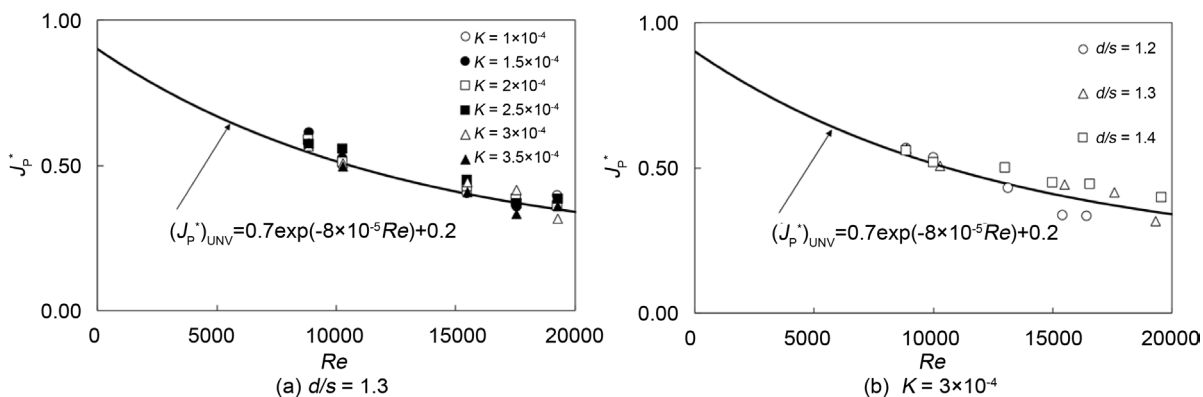 1.00
0.50
0.00
J_P^*
K = 1×10^-4
K = 1.5×10^-4
K = 2×10^-4
K = 2.5×10^-4
K = 3×10^-4
K = 3.5×10^-4
(J_P^*)_UNV=0.7exp(-8×10^-5Re)+0.2
0 5000 10000 15000 20000
Re
(a) d/s = 1.3
1.00
0.50
0.00
J_P^*
d/s = 1.2
d/s = 1.3
d/s = 1.4
(J_P^*)_UNV=0.7exp(-8×10^-5Re)+0.2
0 5000 10000 15000 20000
Re
(b) K = 3×10^-4